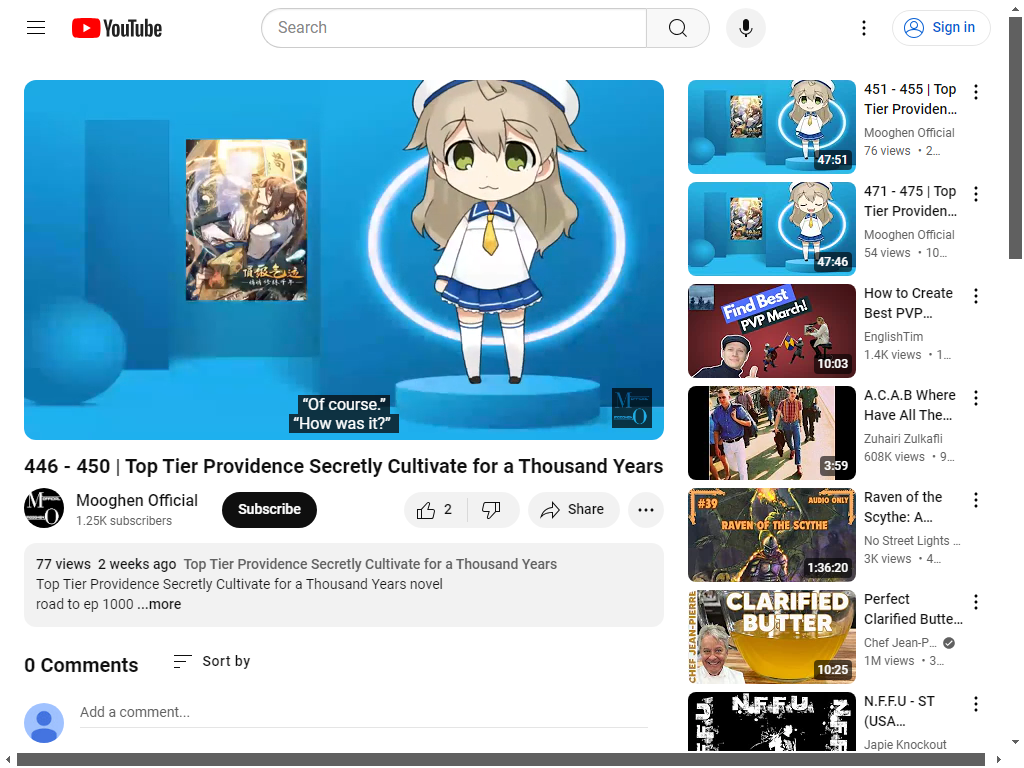 YouTube
Search
Sign in
"Of course."
"How was it?"
446 - 450 | Top Tier Providence Secretly Cultivate for a Thousand Years
Mooghen Official
1.25K subscribers
Subscribe
2
Share
77 views 2 weeks ago Top Tier Providence Secretly Cultivate for a Thousand Years
Top Tier Providence Secretly Cultivate for a Thousand Years novel
road to ep 1000 ...more
0 Comments
Sort by
Add a comment...
47:51
451 - 455 | Top
Tier Providen...
Mooghen Official
76 views • 2...
47:46
471 - 475 | Top
Tier Providen...
Mooghen Official
54 views • 10...
Find Best
PVP March!
10:03
How to Create
Best PVP...
EnglishTim
1.4K views • 1...
3:59
A.C.A.B Where
Have All The...
Zuhairi Zulkafli
608K views • 9...
#39
AUDIO ONLY
RAVEN OF THE SCYTHE
1:36:20
Raven of the
Scythe: A...
No Street Lights ...
3K views • 4...
CHEF JEAN-PIERRE
CLARIFIED
BUTTER
10:25
Perfect
Clarified Butte...
Chef Jean-P...
1M views • 3...
N.F.F.U.
N.F.F.U - ST
(USA...
Japie Knockout